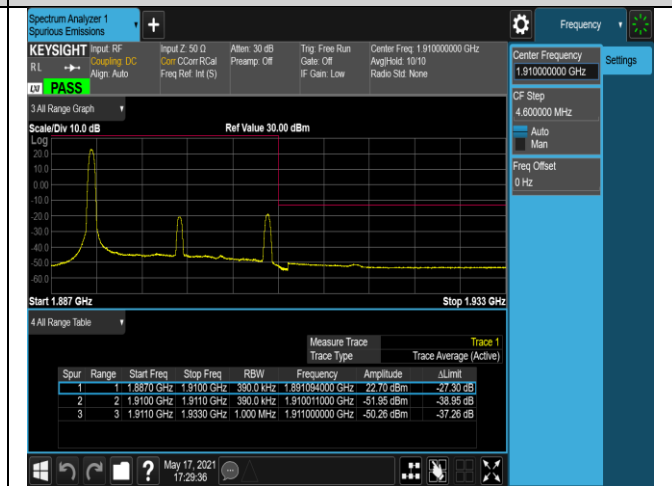 Spectrum Analyzer 1
Spurious Emissions
Frequency
KEYSIGHT
RL
Align: Auto
Input: RF
Coupling: DC
Input Z: 50 Ω
Corr CCorr RCal
Freq Ref: Int (S)
Atten: 30 dB
Preamp: Off
Trig: Free Run
Gate: Off
IF Gain: Low
Center Freq: 1.910000000 GHz
Avg|Hold: 10/10
Radio Std: None
PASS
Center Frequency
1.910000000 GHz
Settings
CF Step
4.600000 MHz
Auto
Man
Freq Offset
0 Hz
3 All Range Graph
Scale/Div 10.0 dB
Ref Value 30.00 dBm
Log
20.0
10.0
0.00
-10.0
-20.0
-30.0
-40.0
-50.0
-60.0
Start 1.887 GHz
Stop 1.933 GHz
4 All Range Table
Measure Trace Trace 1
Trace Type Trace Average (Active)
Spur Range Start Freq Stop Freq RBW Frequency Amplitude ΔLimit
1 1 1.8870 GHz 1.9100 GHz 390.0 kHz 1.891094000 GHz 22.70 dBm -27.30 dB
2 2 1.9100 GHz 1.9110 GHz 390.0 kHz 1.910011000 GHz -51.95 dBm -38.95 dB
3 3 1.9110 GHz 1.9330 GHz 1.000 MHz 1.911000000 GHz -50.26 dBm -37.26 dB
May 17, 2021
17:29:36